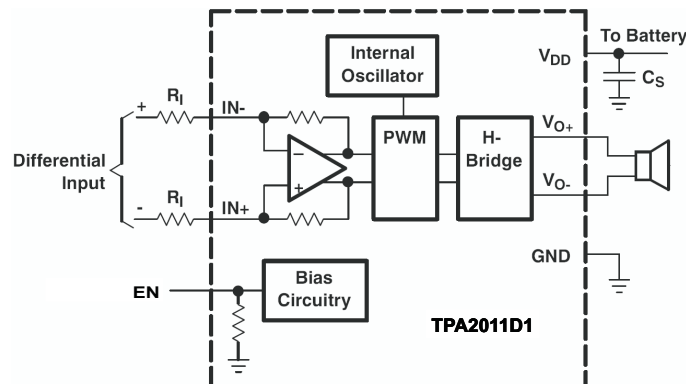 Internal
Oscillator
To Battery
VDD
CS
+
RI
IN-
PWM
H-
Bridge
VO+
Differential
Input
−
+
VO-
-
RI
IN+
GND
EN
Bias
Circuitry
TPA2011D1